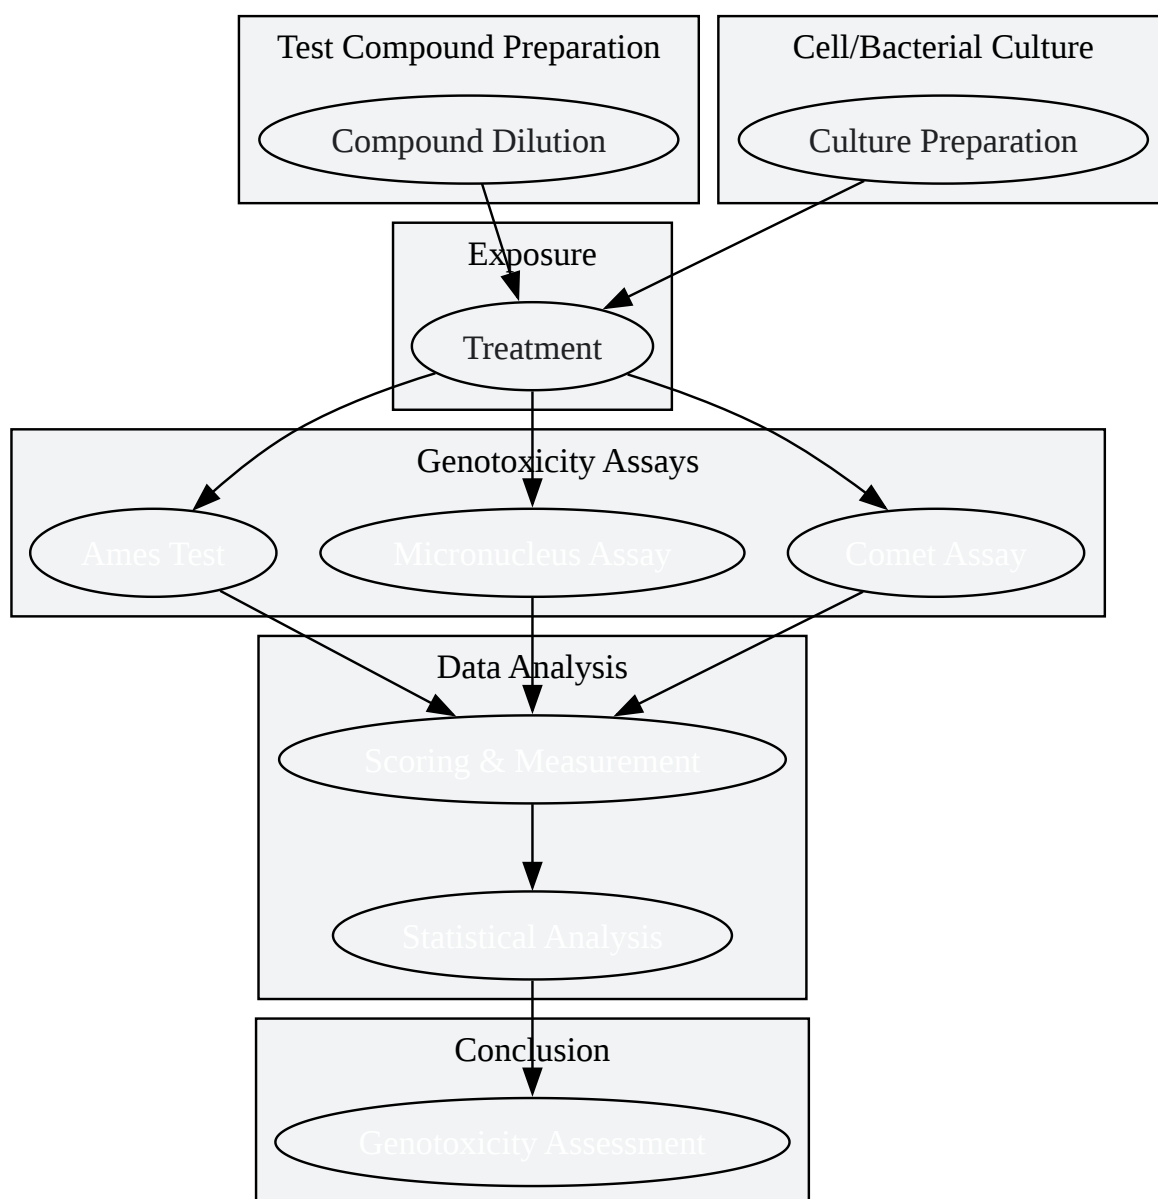 Test Compound Preparation
Cell/Bacterial Culture
Compound Dilution
Culture Preparation
Exposure
Treatment
Genotoxicity Assays
Ames Test
Micronucleus Assay
Comet Assay
Data Analysis
Scoring & Measurement
Statistical Analysis
Conclusion
Genotoxicity Assessment